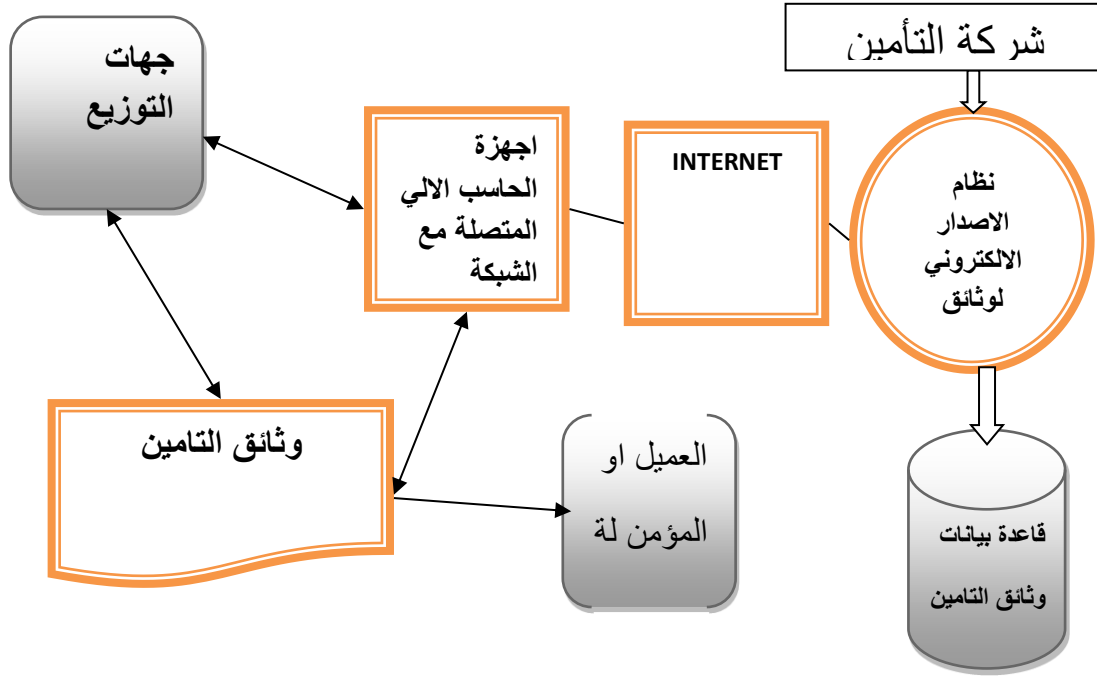 شركة التأمين
جهات
التوزيع
اجهزة
الحاسب الالي
المتصلة مع
الشبكة
INTERNET
نظام
الاصدار
الالكتروني
لوثائق
وثائق التامين
العميل او
المؤمن لة
قاعدة بيانات
وثائق التامين